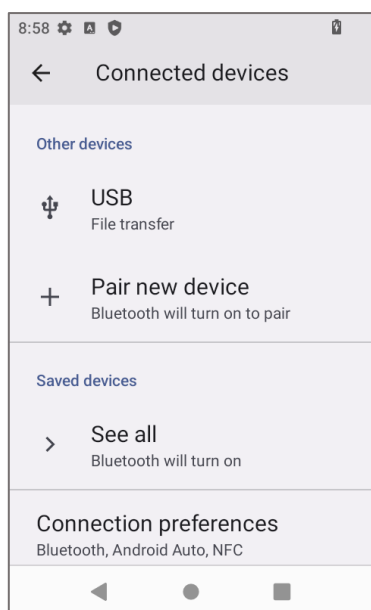 8:58
Connected devices
Other devices
USB
File transfer
Pair new device
Bluetooth will turn on to pair
Saved devices
See all
Bluetooth will turn on
Connection preferences
Bluetooth, Android Auto, NFC